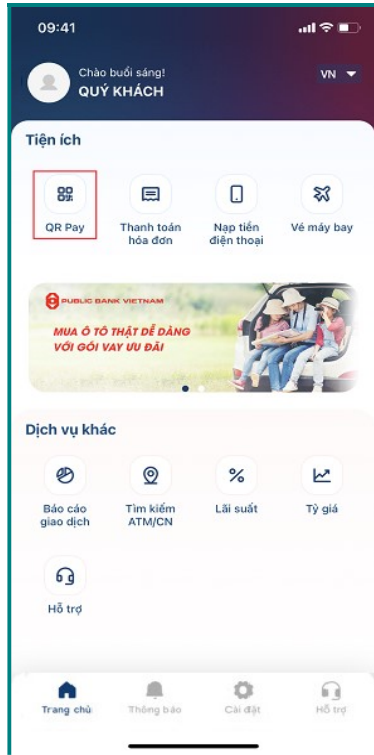 09:41
Chào buổi sáng!
QUÝ KHÁCH
VN
Tiện ích
QR Pay
Thanh toán
hóa đơn
Nạp tiền
điện thoại
Vé máy bay
PUBLIC BANK VIETNAM
MUA Ô TÔ
THẬT DỄ DÀNG
VỚI GÓI VAY ƯU ĐÃI
Dịch vụ khác
Báo cáo
giao dịch
Tìm kiếm
ATM/CN
Lãi suất
Tỷ giá
Hỗ trợ
Trang chủ
Thông báo
Cài đặt
Hỗ trợ